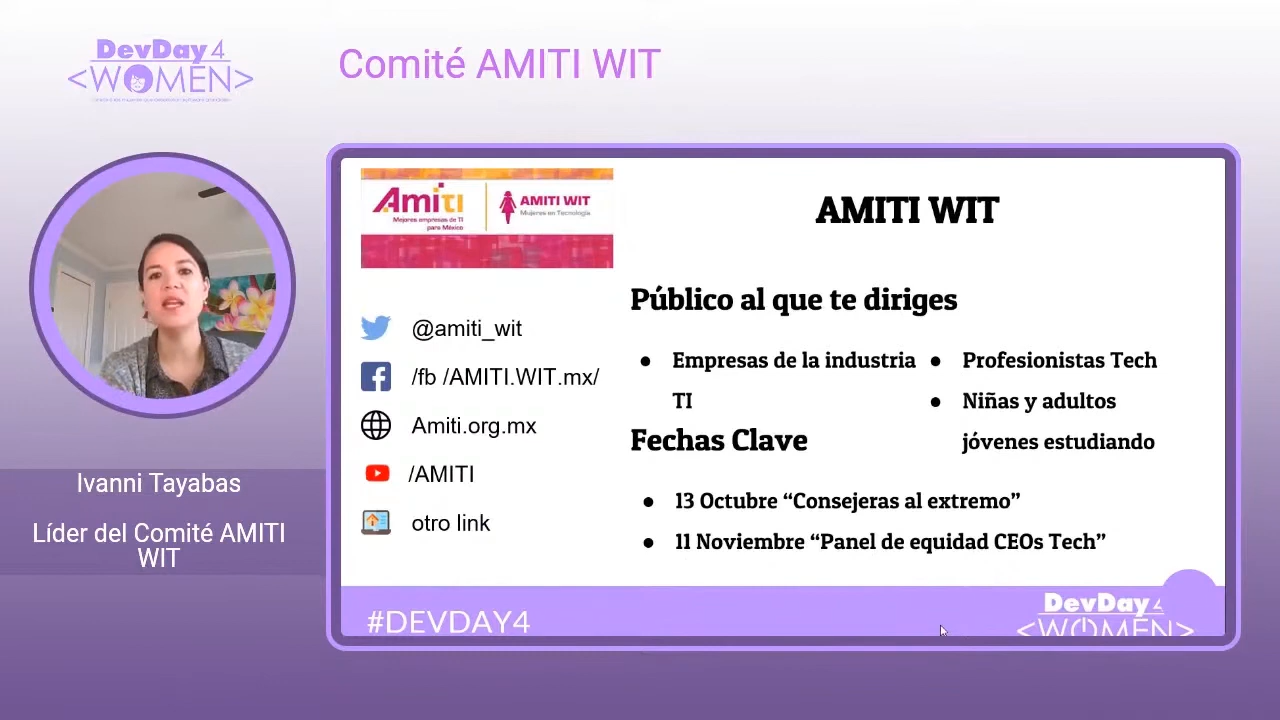 DevDay4
<WOMEN>
Comité AMITI WIT
Amiti
Mejores empresas de TI
para México
AMITI WIT
Mujeres en Tecnología
AMITI WIT
Público al que te diriges
@amiti_wit
/fb /AMITI.WIT.mx/
Amiti.org.mx
/AMITI
otro link
• Empresas de la industria
TI
• Profesionistas Tech
• Niñas y adultos
jóvenes estudiando
Fechas Clave
• 13 Octubre “Consejeras al extremo”
• 11 Noviembre “Panel de equidad CEOs Tech”
Ivanni Tayabas
Líder del Comité AMITI
WIT
#DEVDAY4
DevDay4
<WOMEN>